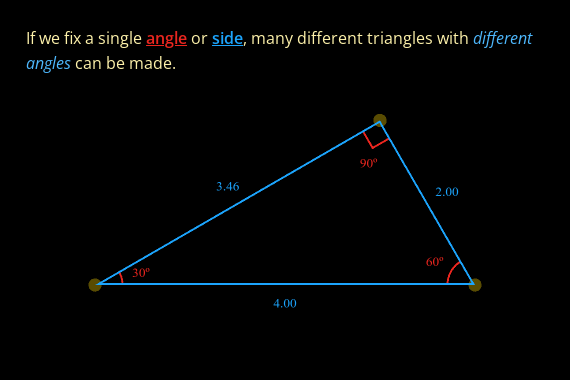 If we fix a single angle or side, many different triangles with different
angles can be made.
90º
3.46
2.00
60º
30º
4.00